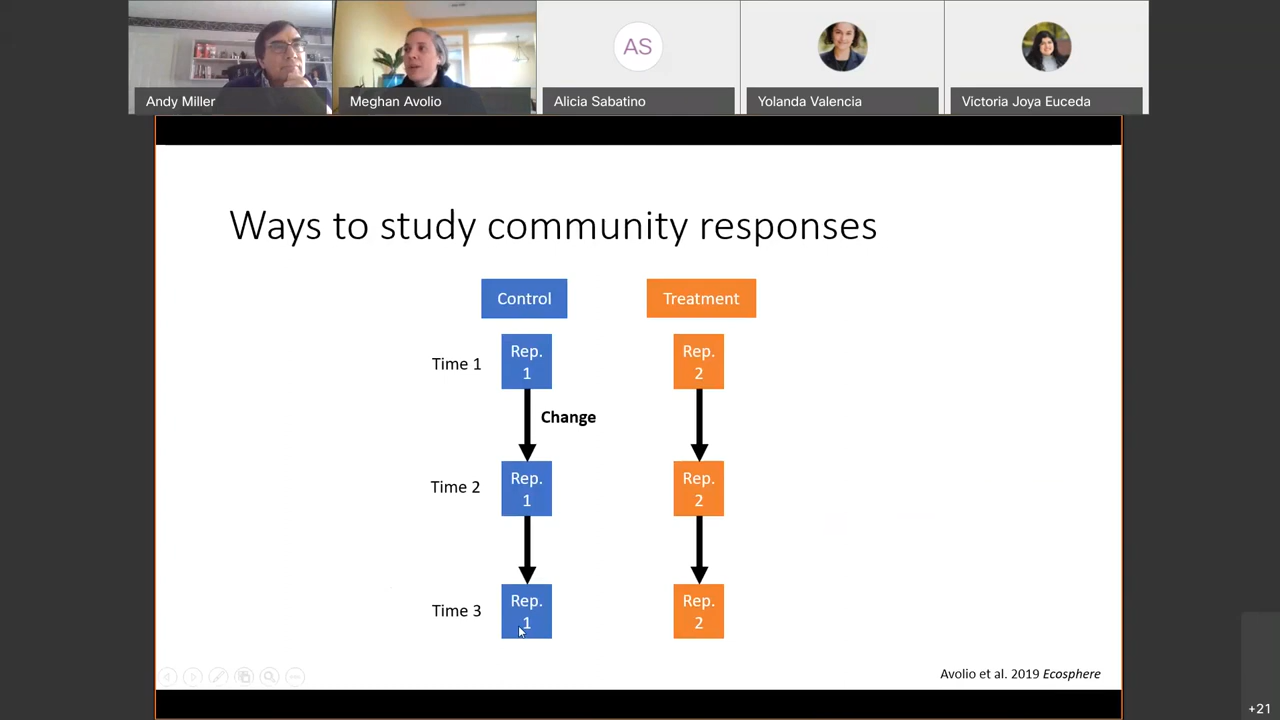 AS
Andy Miller
Meghan Avolio
Alicia Sabatino
Yolanda Valencia
Victoria Joya Euceda
Ways to study community responses
Control
Treatment
Time 1
Rep.
1
Rep.
2
Change
Time 2
Rep.
1
Rep.
2
Time 3
Rep.
1
Rep.
2
Avolio et al. 2019 Ecosphere
+21